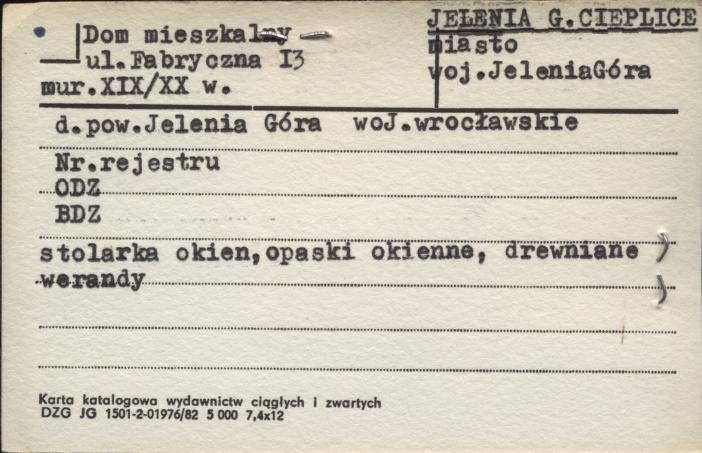 Dom mieszkalny
ul.Fabryczna I3
mur.XIX/XX w.
JELENIA G.CIEPLICE
miasto
woj.JeleniaGóra
d.pow.Jelenia Góra woJ.wrocławskie
Nr.rejestru
ODZ
BDZ
stolarka okien,opaski okienne, drewniane
werandy
Karta katalogowa wydawnictw ciągłych i zwartych
DZG JG 1501-2-01976/82 5 000 7,4x12